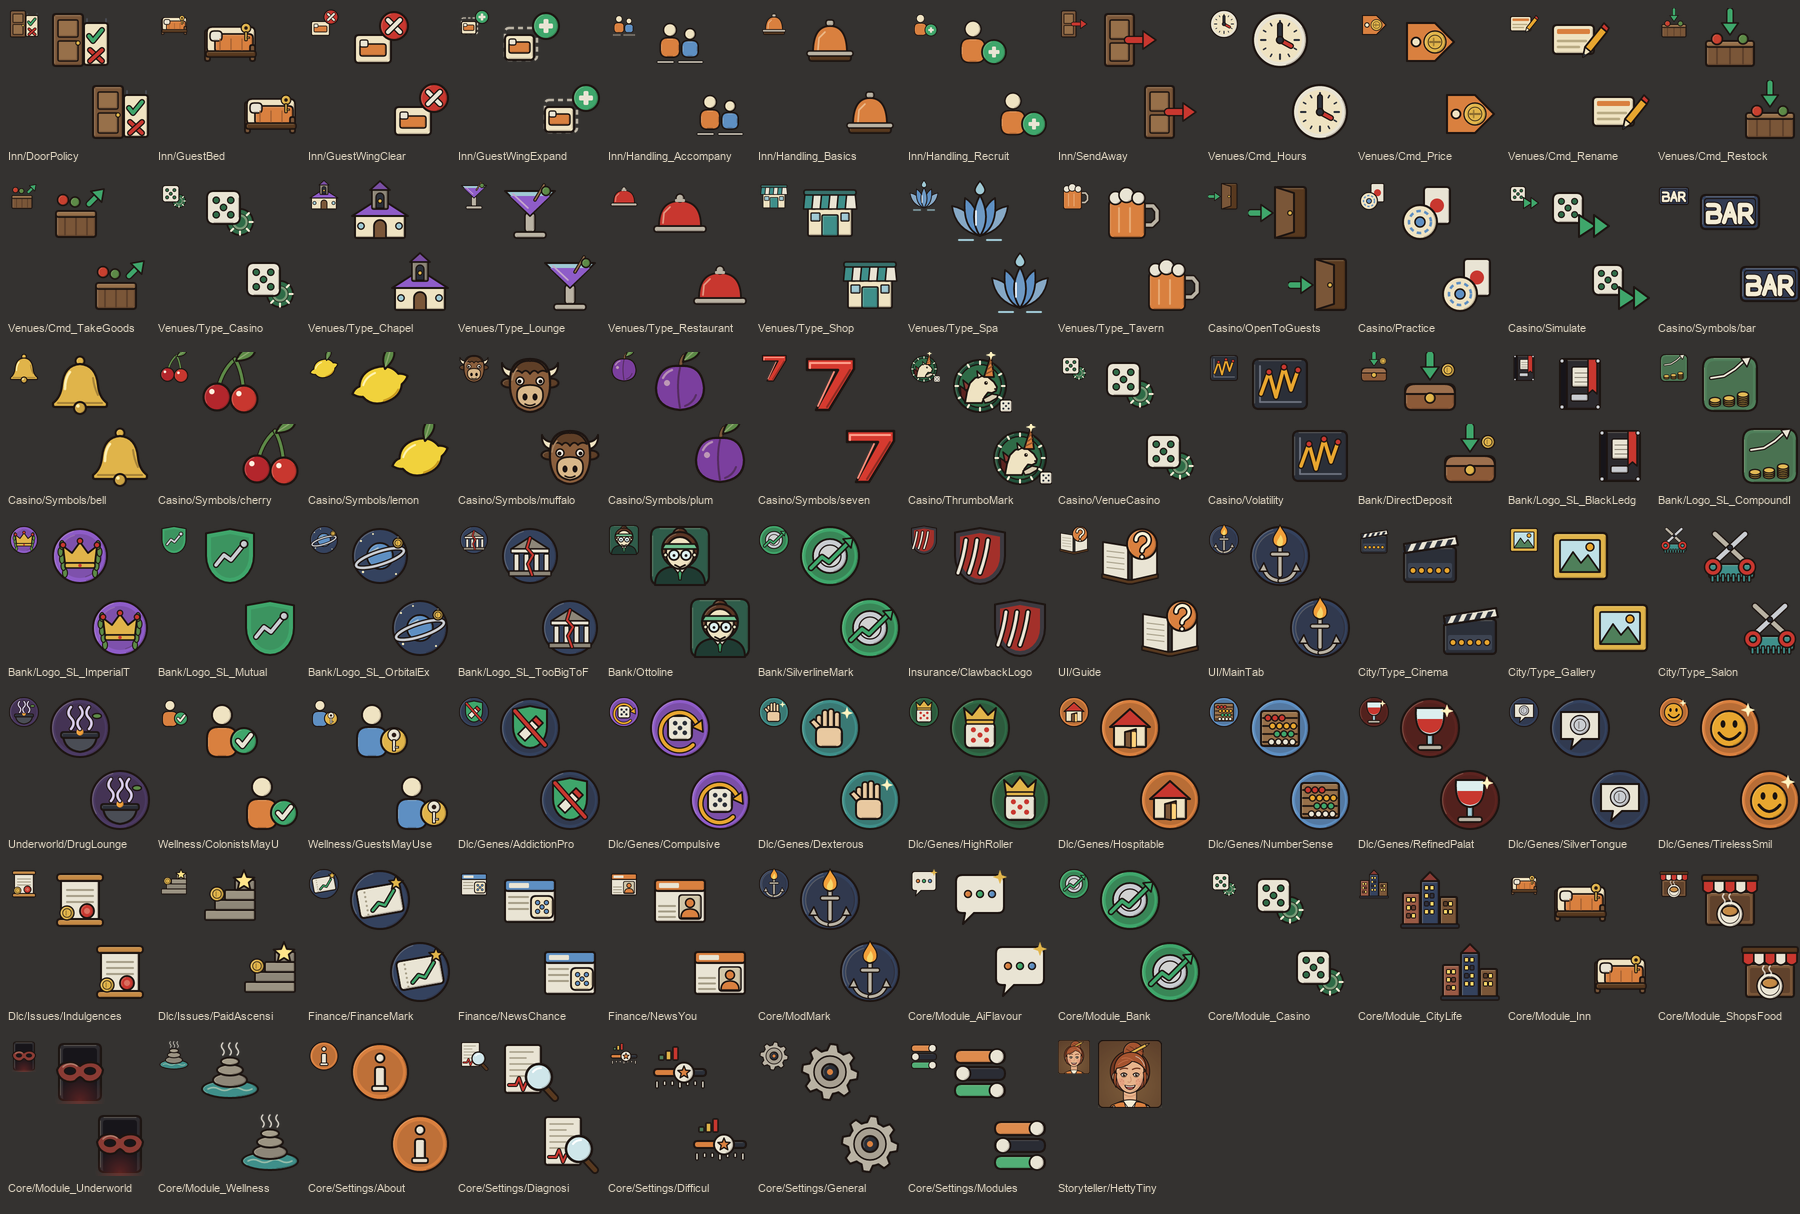 Inn/DoorPolicy Inn/GuestBed Inn/GuestWingClear Inn/GuestWingExpand Inn/Handling_Accompany Inn/Handling_Basics Inn/Handling_Recruit Inn/SendAway Venues/Cmd_Hours Venues/Cmd_Price Venues/Cmd_Rename Venues/Cmd_Restock
BAR BAR
Venues/Cmd_TakeGoods Venues/Type_Casino Venues/Type_Chapel Venues/Type_Lounge Venues/Type_Restaurant Venues/Type_Shop Venues/Type_Spa Venues/Type_Tavern Casino/OpenToGuests Casino/Practice Casino/Simulate Casino/Symbols/bar
BAR
7 7
7
Casino/Symbols/bell Casino/Symbols/cherry Casino/Symbols/lemon Casino/Symbols/muffalo Casino/Symbols/plum Casino/Symbols/seven Casino/ThrumboMark Casino/VenueCasino Casino/Volatility Bank/DirectDeposit Bank/Logo_SL_BlackLedg Bank/Logo_SL_CompoundI
? ?
?
Bank/Logo_SL_ImperialT Bank/Logo_SL_Mutual Bank/Logo_SL_OrbitalEx Bank/Logo_SL_TooBigToF Bank/Ottoline Bank/SilverlineMark Insurance/ClawbackLogo UI/Guide UI/MainTab City/Type_Cinema City/Type_Gallery City/Type_Salon
Underworld/DrugLounge Wellness/ColonistsMayU Wellness/GuestsMayUse Dlc/Genes/AddictionPro Dlc/Genes/Compulsive Dlc/Genes/Dexterous Dlc/Genes/HighRoller Dlc/Genes/Hospitable Dlc/Genes/NumberSense Dlc/Genes/RefinedPalat Dlc/Genes/SilverTongue Dlc/Genes/TirelessSmil
Dlc/Issues/Indulgences Dlc/Issues/PaidAscensi Finance/FinanceMark Finance/NewsChance Finance/NewsYou Core/ModMark Core/Module_AiFlavour Core/Module_Bank Core/Module_Casino Core/Module_CityLife Core/Module_Inn Core/Module_ShopsFood
i i
i
Core/Module_Underworld Core/Module_Wellness Core/Settings/About Core/Settings/Diagnosi Core/Settings/Difficul Core/Settings/General Core/Settings/Modules Storyteller/HettyTiny